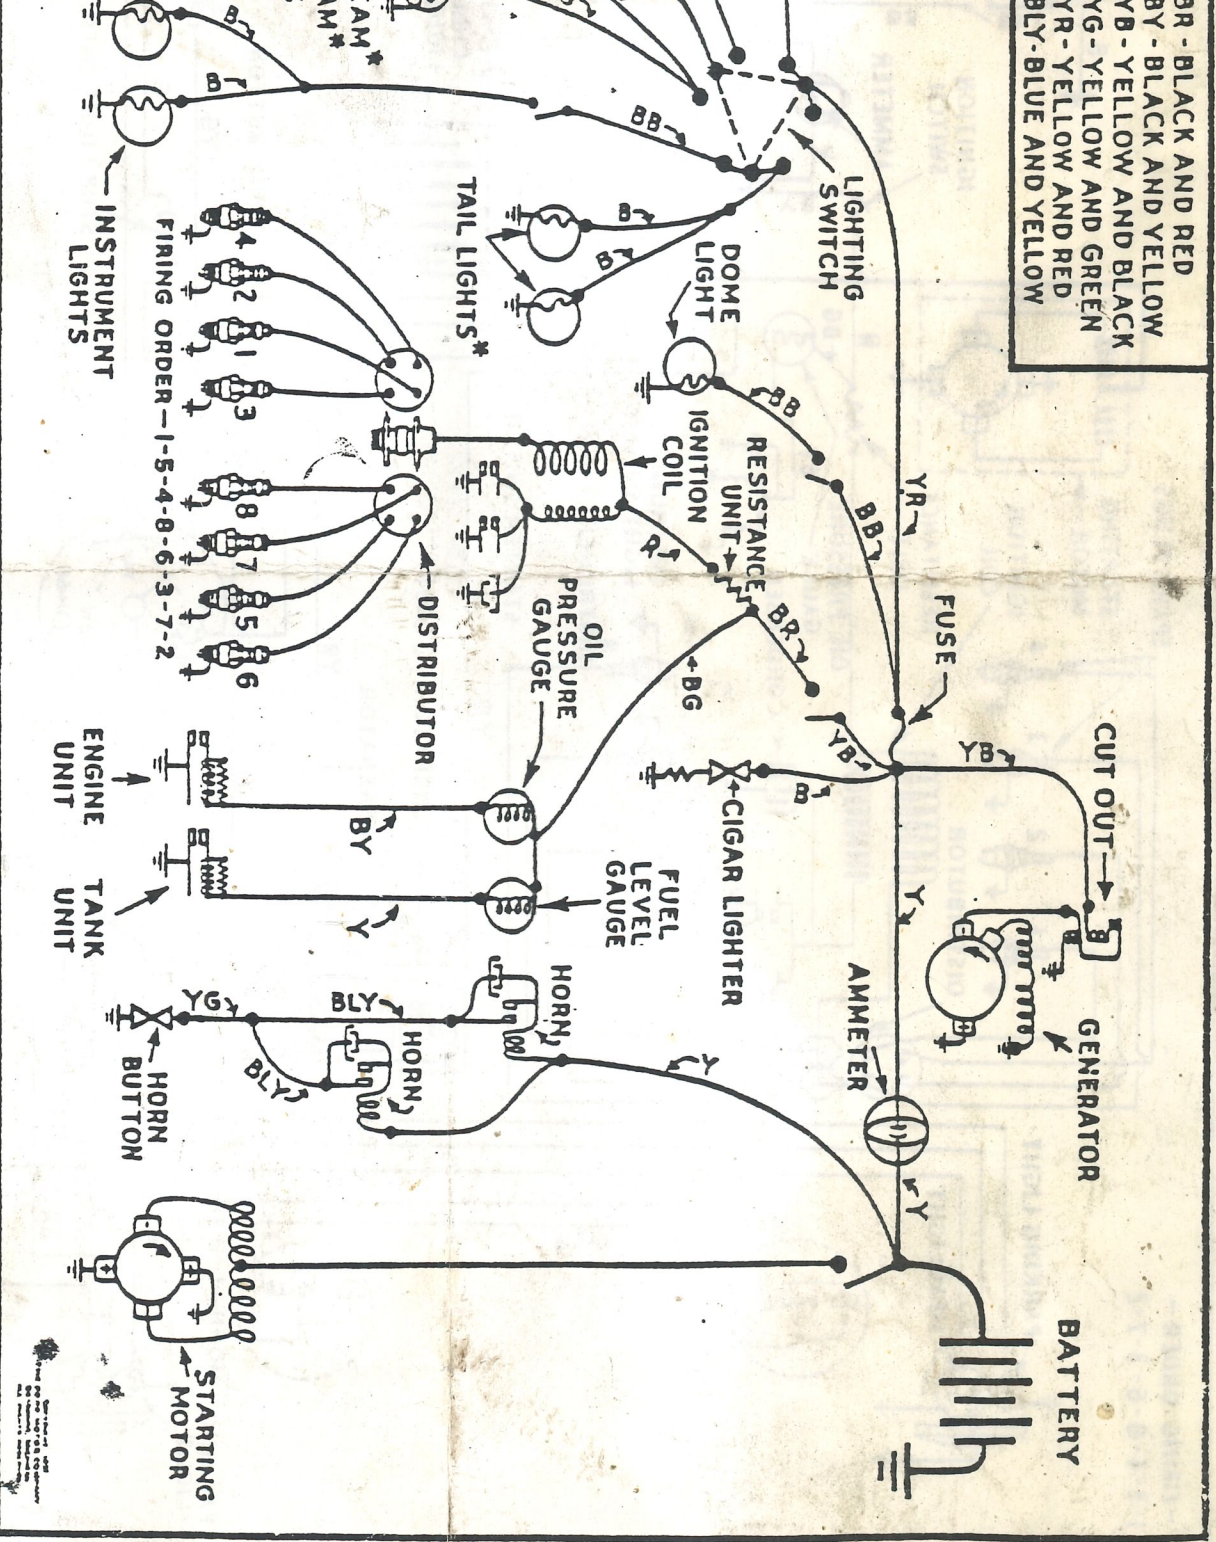 BR - BLACK AND RED
BY - BLACK AND YELLOW
YB - YELLOW AND BLACK
YG - YELLOW AND GREEN
YR - YELLOW AND RED
BLY - BLUE AND YELLOW
CUT OUT
GENERATOR
BATTERY
FUSE
YB
YR
Y
AMMETER
Y
LIGHTING
SWITCH
BB
BB
YB
B
CIGAR LIGHTER
DOME
LIGHT
RESISTANCE
UNIT
BR
BG
IGNITION
COIL
R
BB
Y
FUEL
LEVEL
GAUGE
OIL
PRESSURE
GAUGE
HORN
TAIL LIGHTS*
B
B
DISTRIBUTOR
HORN
BY
Y
BLY
BLY
YG
AM*
AM*
B
B
4
2
1
3
8
7
5
6
FIRING ORDER-1-5-4-8-6-3-7-2
INSTRUMENT
LIGHTS
ENGINE
UNIT
TANK
UNIT
HORN
BUTTON
STARTING
MOTOR